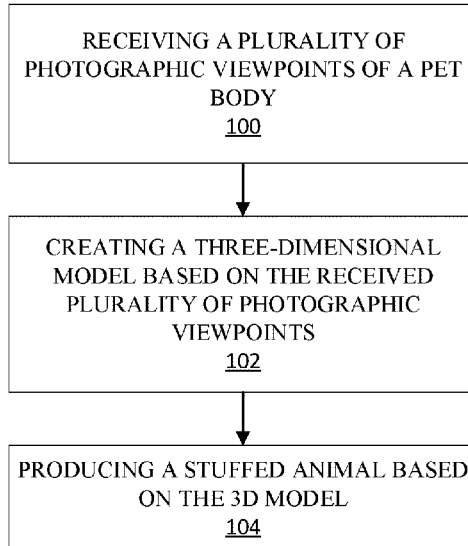 RECEIVING A PLURALITY OF
PHOTOGRAPHIC VIEWPOINTS OF A PET
BODY
100
CREATING A THREE-DIMENSIONAL
MODEL BASED ON THE RECEIVED
PLURALITY OF PHOTOGRAPHIC
VIEWPOINTS
102
PRODUCING A STUFFED ANIMAL BASED
ON THE 3D MODEL
104